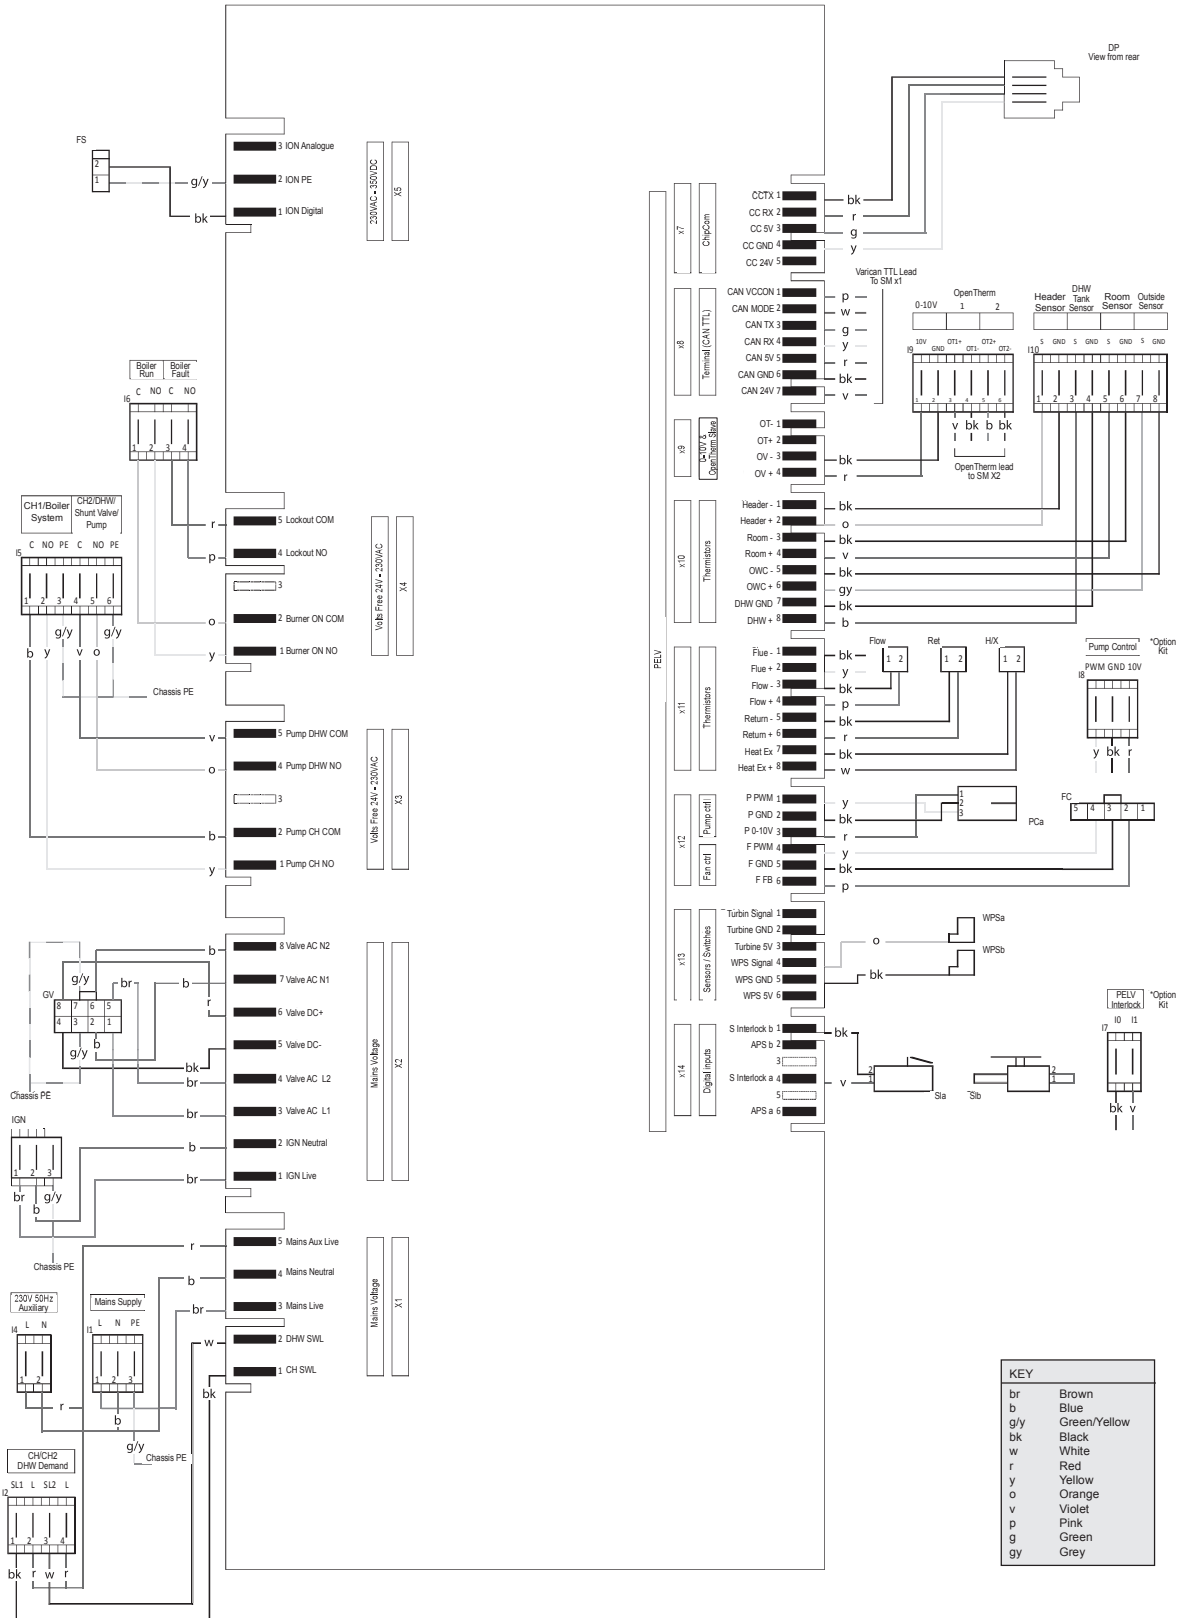 DP
View from rear
FS
2
1
g/y
bk
3 ION Analogue
2 ION PE
1 ION Digital
230VAC - 350VDC
X5
Boiler Run
Boiler Fault
C NO C NO
I6
1 2 3 4
CH1/Boiler System
CH2/DHW/ Shunt Valve/ Pump
C NO PE C NO PE
I5
1 2 3 4 5 6
g/y g/y
b y v o
Chassis PE
r
5 Lockout COM
p
4 Lockout NO
3
o
2 Burner ON COM
y
1 Burner ON NO
Volts Free 24V - 230VAC
X4
v
5 Pump DHW COM
o
4 Pump DHW NO
3
b
2 Pump CH COM
y
1 Pump CH NO
Volts Free 24V - 230VAC
X3
b
8 Valve AC N2
b
7 Valve AC N1
r
6 Valve DC+
bk
5 Valve DC-
br
4 Valve AC L2
br
3 Valve AC L1
b
2 IGN Neutral
br
1 IGN Live
Mains Voltage
X2
GV
g/y
br
8 7 6 5
4 3 2 1
g/y
b
Chassis PE
IGN
1 2 3
br b g/y
Chassis PE
r
5 Mains Aux Live
b
4 Mains Neutral
br
3 Mains Live
w
2 DHW SWL
bk
1 CH SWL
Mains Voltage
X1
230V 50Hz
Auxiliary
L N
I4
1 2
r
Mains Supply
L N PE
I1
1 2 3
b
g/y
Chassis PE
CH/CH2
DHW Demand
SL1 L SL2 L
I2
1 2 3 4
bk r w r
PELV
x7
ChipCom
CCTX 1
bk
CC RX 2
r
CC 5V 3
g
CC GND 4
y
CC 24V 5
x8
Terminal (CAN TTL)
CAN VCCON 1
p
CAN MODE 2
w
CAN TX 3
g
CAN RX 4
y
CAN 5V 5
r
CAN GND 6
bk
CAN 24V 7
v
Varican TTL Lead
To SM x1
x9
0-10V &
OpenTherm Slave
OT- 1
OT+ 2
OV - 3
bk
OV + 4
r
0-10V
OpenTherm
1 2
10V GND OT1+ OT1- OT2+ OT2-
I9
1 2 3 4 5 6
v bk b bk
OpenTherm lead
to SM X2
Header Sensor
DHW Tank Sensor
Room Sensor
Outside Sensor
S GND S GND S GND S GND
I10
1 2 3 4 5 6 7 8
x10
Thermistors
Header - 1
bk
Header + 2
o
Room - 3
bk
Room + 4
v
OWC - 5
bk
OWC + 6
gy
DHW GND 7
bk
DHW + 8
b
x11
Thermistors
Flue - 1
bk
Flue + 2
y
Flow - 3
bk
Flow + 4
p
Return - 5
bk
Return + 6
r
Heat Ex 7
bk
Heat Ex + 8
w
Flow
1 2
Ret
1 2
H/X
1 2
Pump Control
*Option
Kit
PWM GND 10V
I8
y bk r
x12
Pump ctrl
Fan ctrl
P PWM 1
y
P GND 2
bk
P 0-10V 3
r
F PWM 4
y
F GND 5
bk
F FB 6
p
1
2
3
PCa
FC
5 4 3 2 1
x13
Sensors / Switches
Turbin Signal 1
Turbine GND 2
Turbine 5V 3
WPS Signal 4
o
WPS GND 5
bk
WPS 5V 6
WPSa
WPSb
x14
Digital inputs
S Interlock b 1
bk
APS b 2
3
S Interlock a 4
v
5
APS a 6
2
1
SIa
SIb
2
1
PELV
Interlock
*Option
Kit
I0 I1
I7
1 2
bk v
KEY
br Brown
b Blue
g/y Green/Yellow
bk Black
w White
r Red
y Yellow
o Orange
v Violet
p Pink
g Green
gy Grey